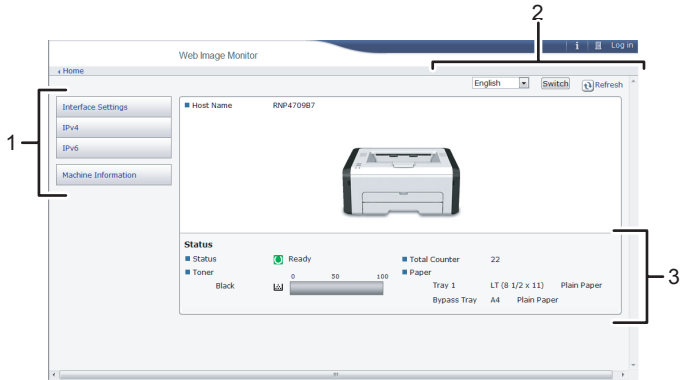 2
i Log in
Web Image Monitor
Home
English Switch Refresh
1
Interface Settings
IPv4
IPv6
Machine Information
Host Name RNP4709B7
Status
Status Ready
Toner
Black 0 50 100
Total Counter 22
Paper
Tray 1 LT (8 1/2 x 11) Plain Paper
Bypass Tray A4 Plain Paper
3